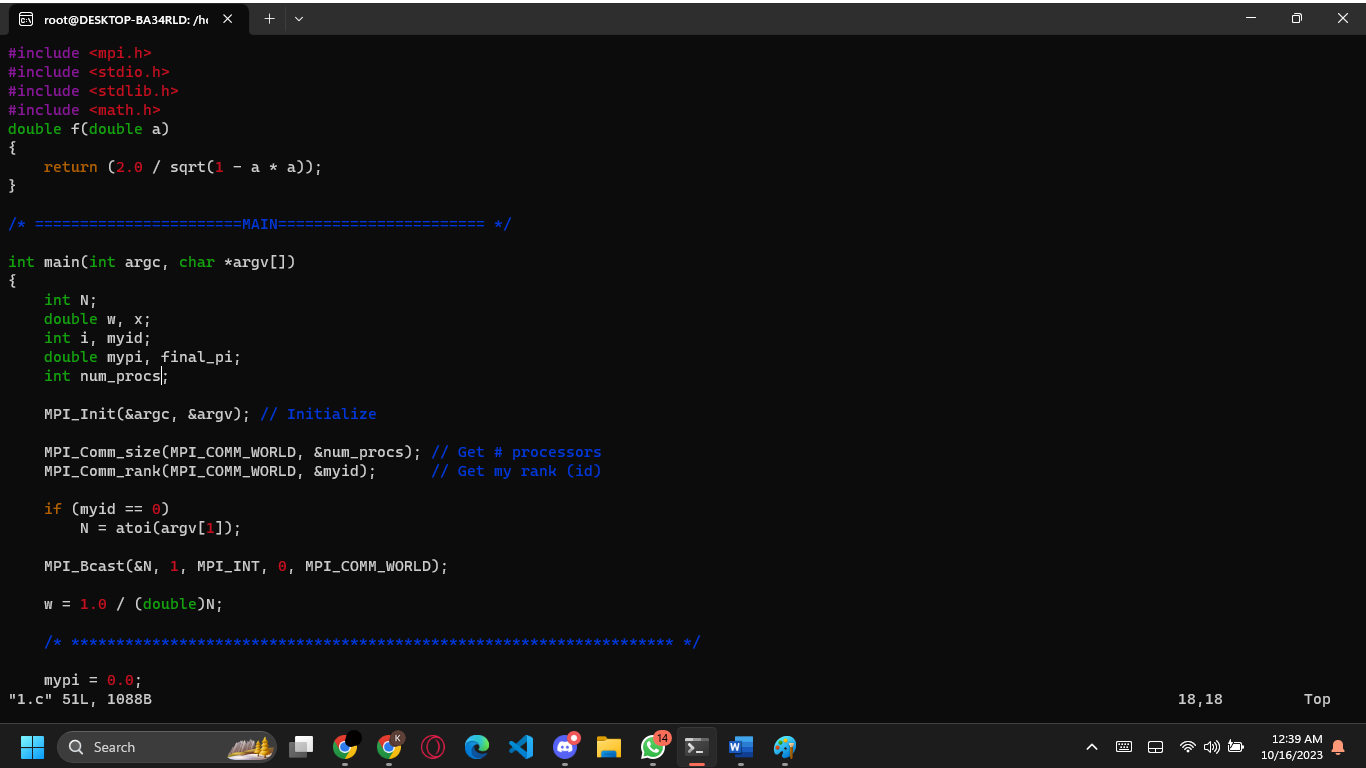 root@DESKTOP-BA34RLD: /ho
#include <mpi.h>
#include <stdio.h>
#include <stdlib.h>
#include <math.h>
double f(double a)
{
    return (2.0 / sqrt(1 - a * a));
}
/* =======================MAIN======================= */
int main(int argc, char *argv[])
{
    int N;
    double w, x;
    int i, myid;
    double mypi, final_pi;
    int num_procs;
    MPI_Init(&argc, &argv); // Initialize
    MPI_Comm_size(MPI_COMM_WORLD, &num_procs); // Get # processors
    MPI_Comm_rank(MPI_COMM_WORLD, &myid);      // Get my rank (id)
    if (myid == 0)
        N = atoi(argv[1]);
    MPI_Bcast(&N, 1, MPI_INT, 0, MPI_COMM_WORLD);
    w = 1.0 / (double)N;
    /* ******************************************************************* */
    mypi = 0.0;
"1.c" 51L, 1088B 18,18 Top
Search K 14 12:39 AM
10/16/2023